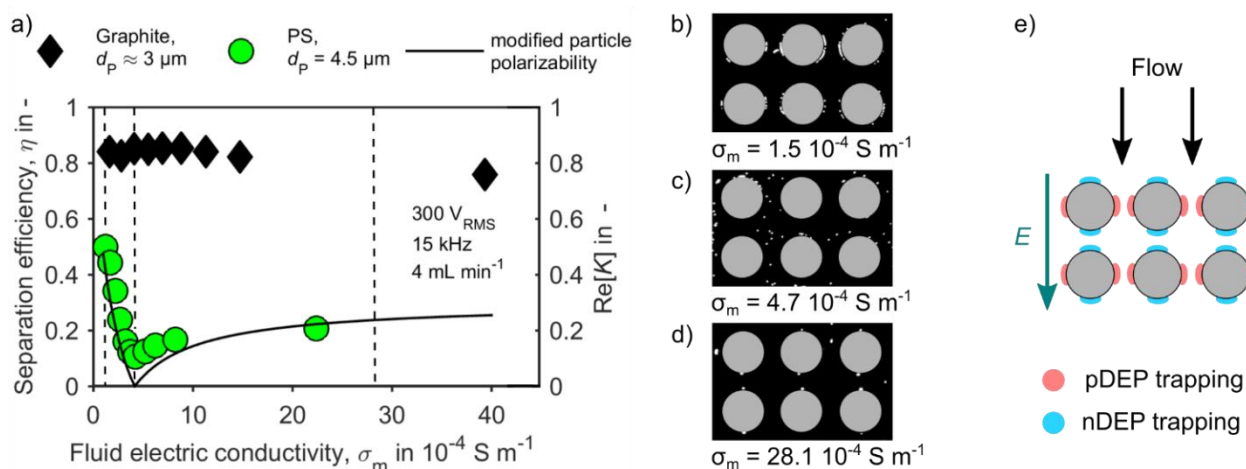 a)
Graphite,
d_P ≈ 3 µm
PS,
d_P = 4.5 µm
modified particle
polarizability
Separation efficiency, η in -
1
0.8
0.6
0.4
0.2
0
0 10 20 30 40
Fluid electric conductivity, σ_m in 10⁻⁴ S m⁻¹
1
0.8
0.6
0.4
0.2
0
Re[K] in -
300 V_RMS
15 kHz
4 mL min⁻¹
b)
σ_m = 1.5 10⁻⁴ S m⁻¹
c)
σ_m = 4.7 10⁻⁴ S m⁻¹
d)
σ_m = 28.1 10⁻⁴ S m⁻¹
e)
Flow
E
pDEP trapping
nDEP trapping